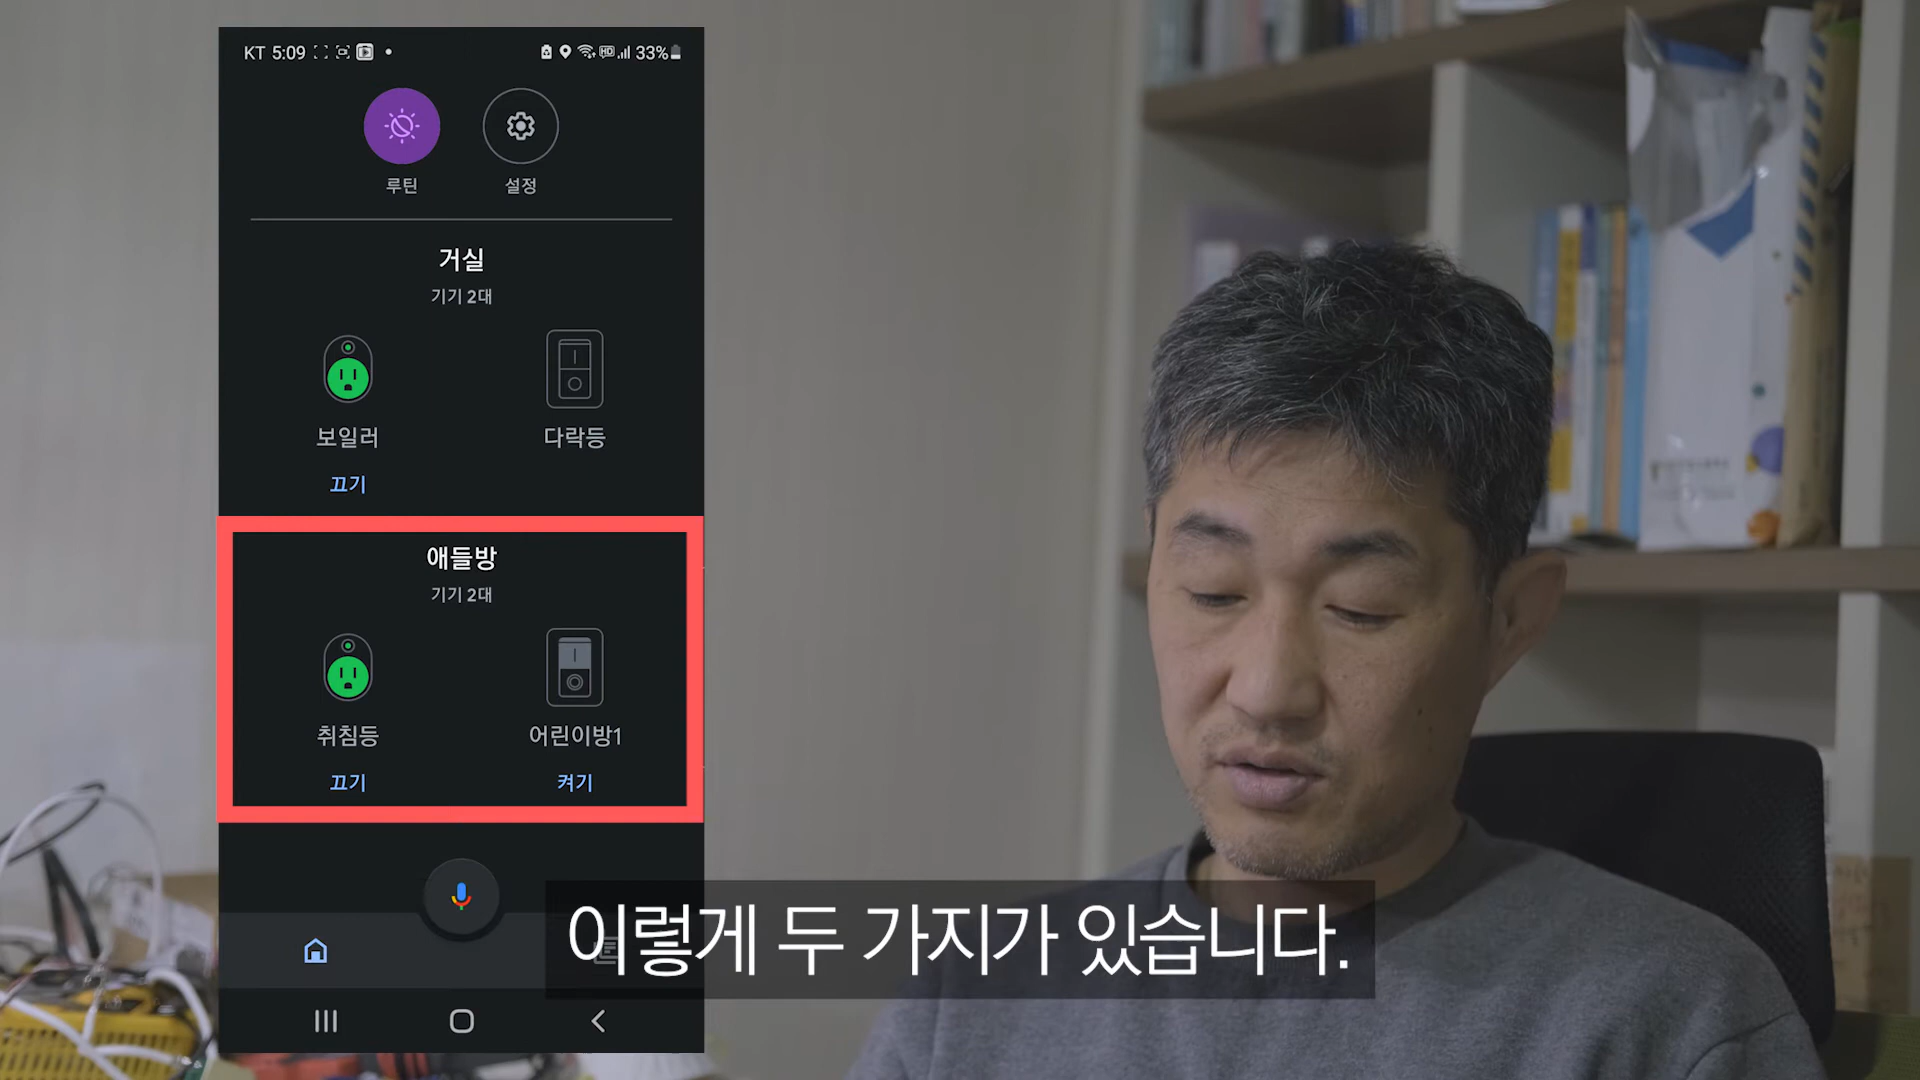 KT 5:09
HD
33%
루틴
설정
거실
기기 2대
보일러
다락등
끄기
애들방
기기 2대
취침등
어린이방1
끄기
켜기
이렇게 두 가지가 있습니다.